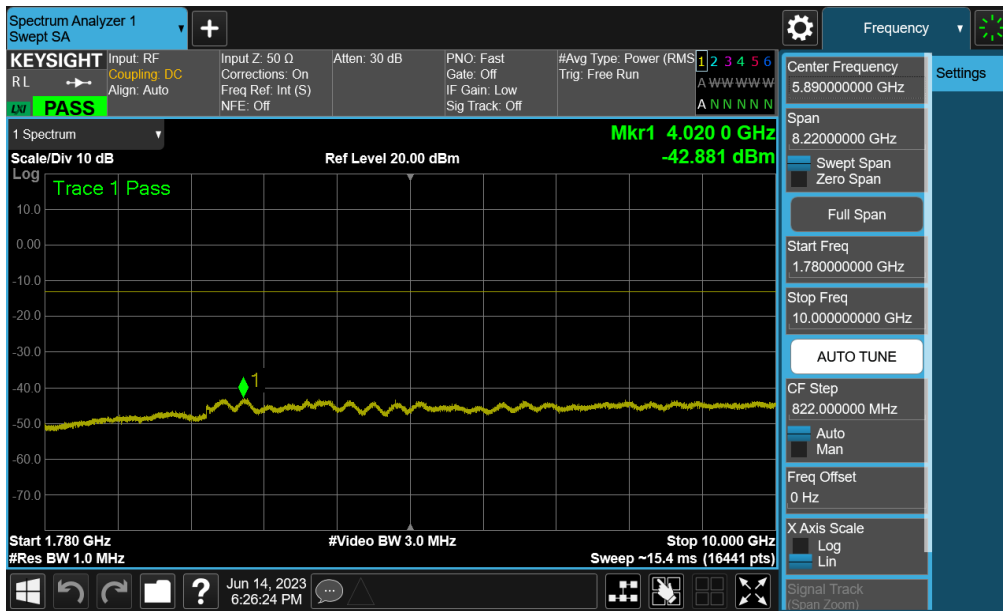 Spectrum Analyzer 1
Swept SA
Frequency
KEYSIGHT
R L
LXI PASS
Input: RF
Coupling: DC
Align: Auto
Input Z: 50 Ω
Corrections: On
Freq Ref: Int (S)
NFE: Off
Atten: 30 dB
PNO: Fast
Gate: Off
IF Gain: Low
Sig Track: Off
#Avg Type: Power (RMS
Trig: Free Run
1 2 3 4 5 6
A W W W W W
A N N N N N
1 Spectrum
Scale/Div 10 dB
Ref Level 20.00 dBm
Mkr1 4.020 0 GHz
-42.881 dBm
Log
Trace 1 Pass
10.0
0.00
-10.0
-20.0
-30.0
-40.0
1
-50.0
-60.0
-70.0
Start 1.780 GHz
#Video BW 3.0 MHz
Stop 10.000 GHz
#Res BW 1.0 MHz
Sweep ~15.4 ms (16441 pts)
?
Jun 14, 2023
6:26:24 PM
Center Frequency
5.890000000 GHz
Settings
Span
8.22000000 GHz
Swept Span
Zero Span
Full Span
Start Freq
1.780000000 GHz
Stop Freq
10.000000000 GHz
AUTO TUNE
CF Step
822.000000 MHz
Auto
Man
Freq Offset
0 Hz
X Axis Scale
Log
Lin
Signal Track
(Span Zoom)